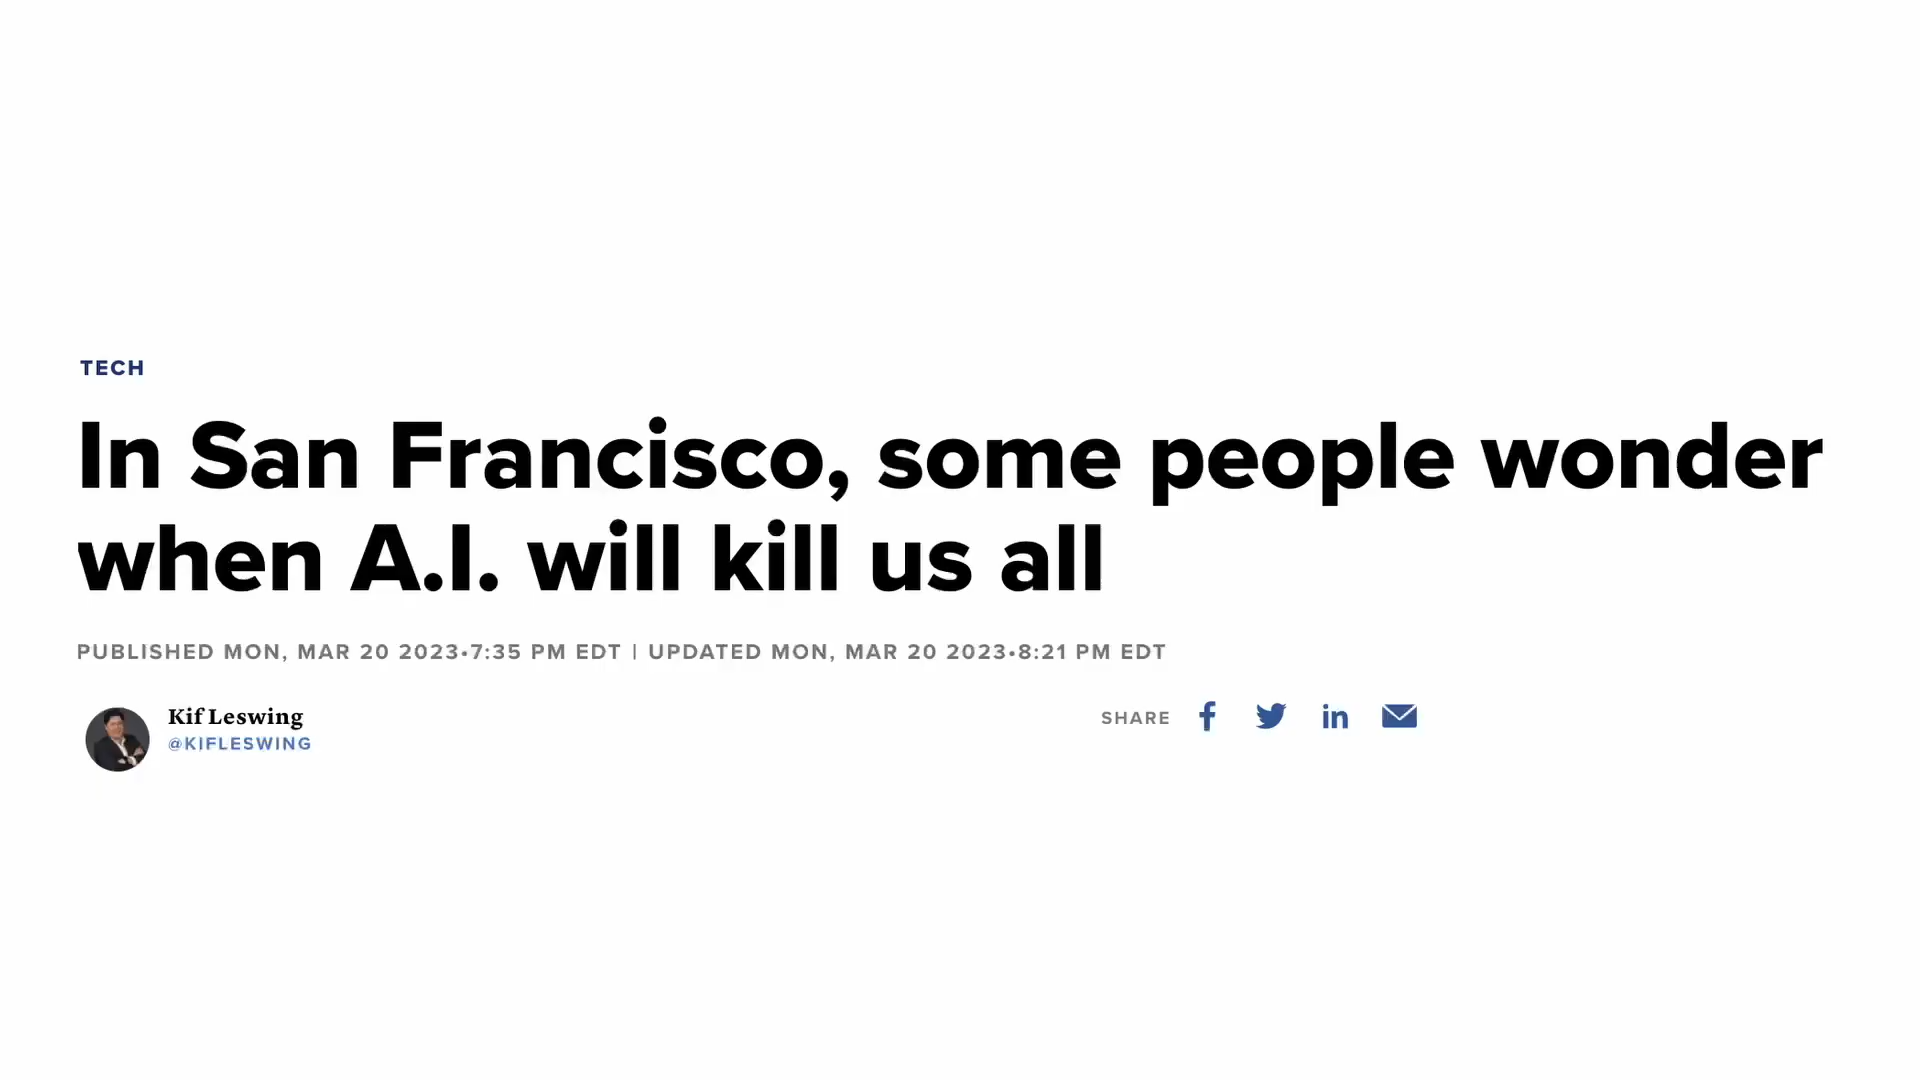 TECH
In San Francisco, some people wonder
when A.I. will kill us all
PUBLISHED MON, MAR 20 2023•7:35 PM EDT | UPDATED MON, MAR 20 2023•8:21 PM EDT
Kif Leswing
@KIFLESWING
SHARE